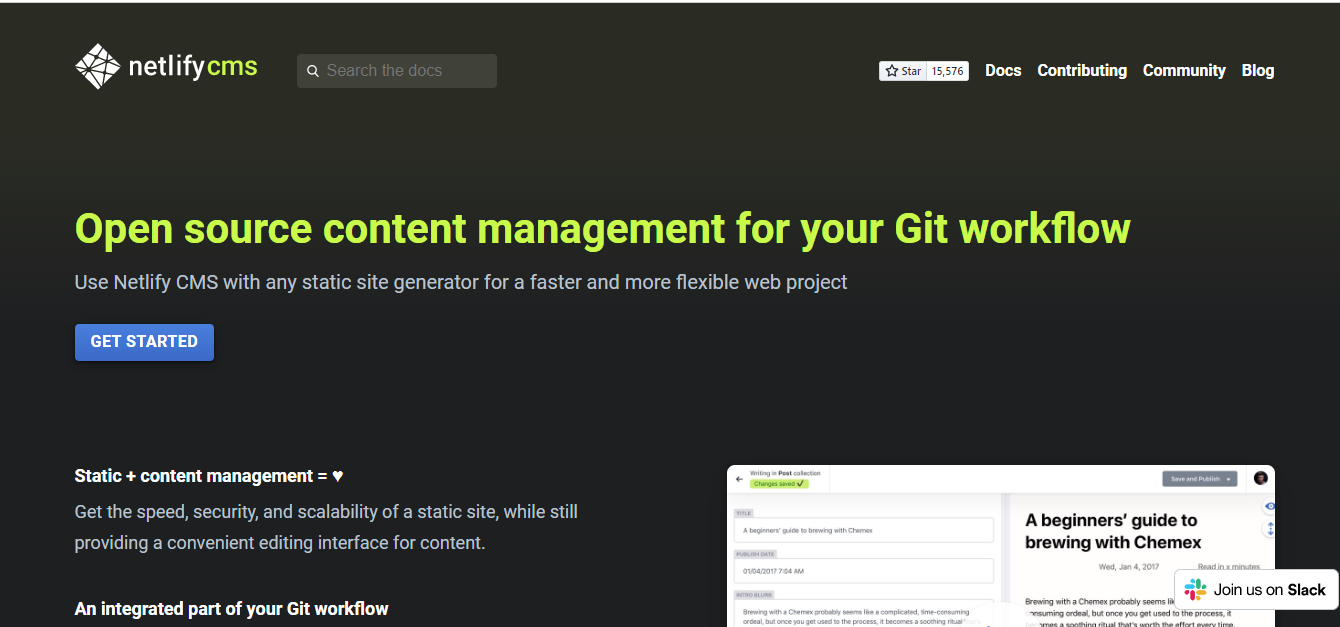 netlify cms
Search the docs
Star 15,576
Docs Contributing Community Blog
Open source content management for your Git workflow
Use Netlify CMS with any static site generator for a faster and more flexible web project
GET STARTED
Static + content management = ♥
Get the speed, security, and scalability of a static site, while still
providing a convenient editing interface for content.
An integrated part of your Git workflow
Writing in Post collection
Changes saved ✓
Save and Publish
TITLE
A beginners' guide to brewing with Chemex
PUBLISH DATE
01/04/2017 7:04 AM
INTRO BLURB
Brewing with a Chemex probably seems like a complicated, time-consuming
ordeal, but once you get used to the process, it becomes a soothing ritual
A beginners’ guide to
brewing with Chemex
Wed, Jan 4, 2017 Read in x minutes
Brewing with a Chemex probably seems
consuming ordeal, but once you get used to the process, it
becomes a soothing ritual that's worth the effort every time.
Join us on Slack